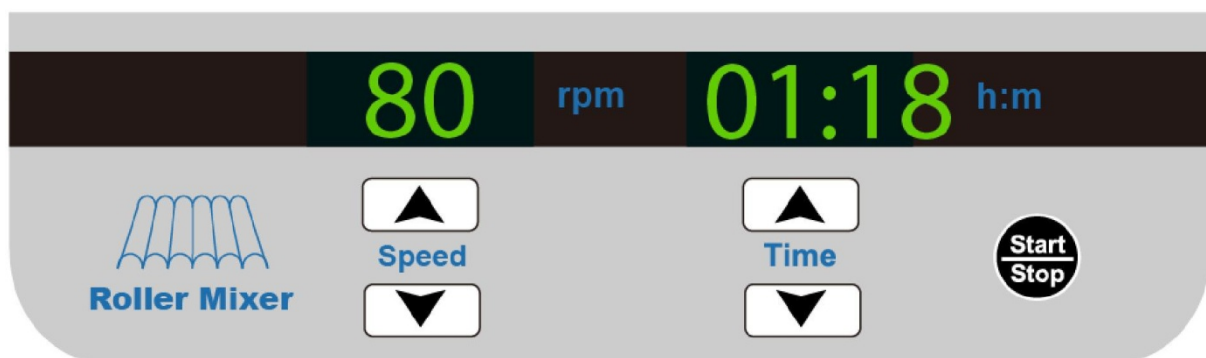 80 rpm 01:18 h:m
Speed
Time
Start
Stop
Roller Mixer